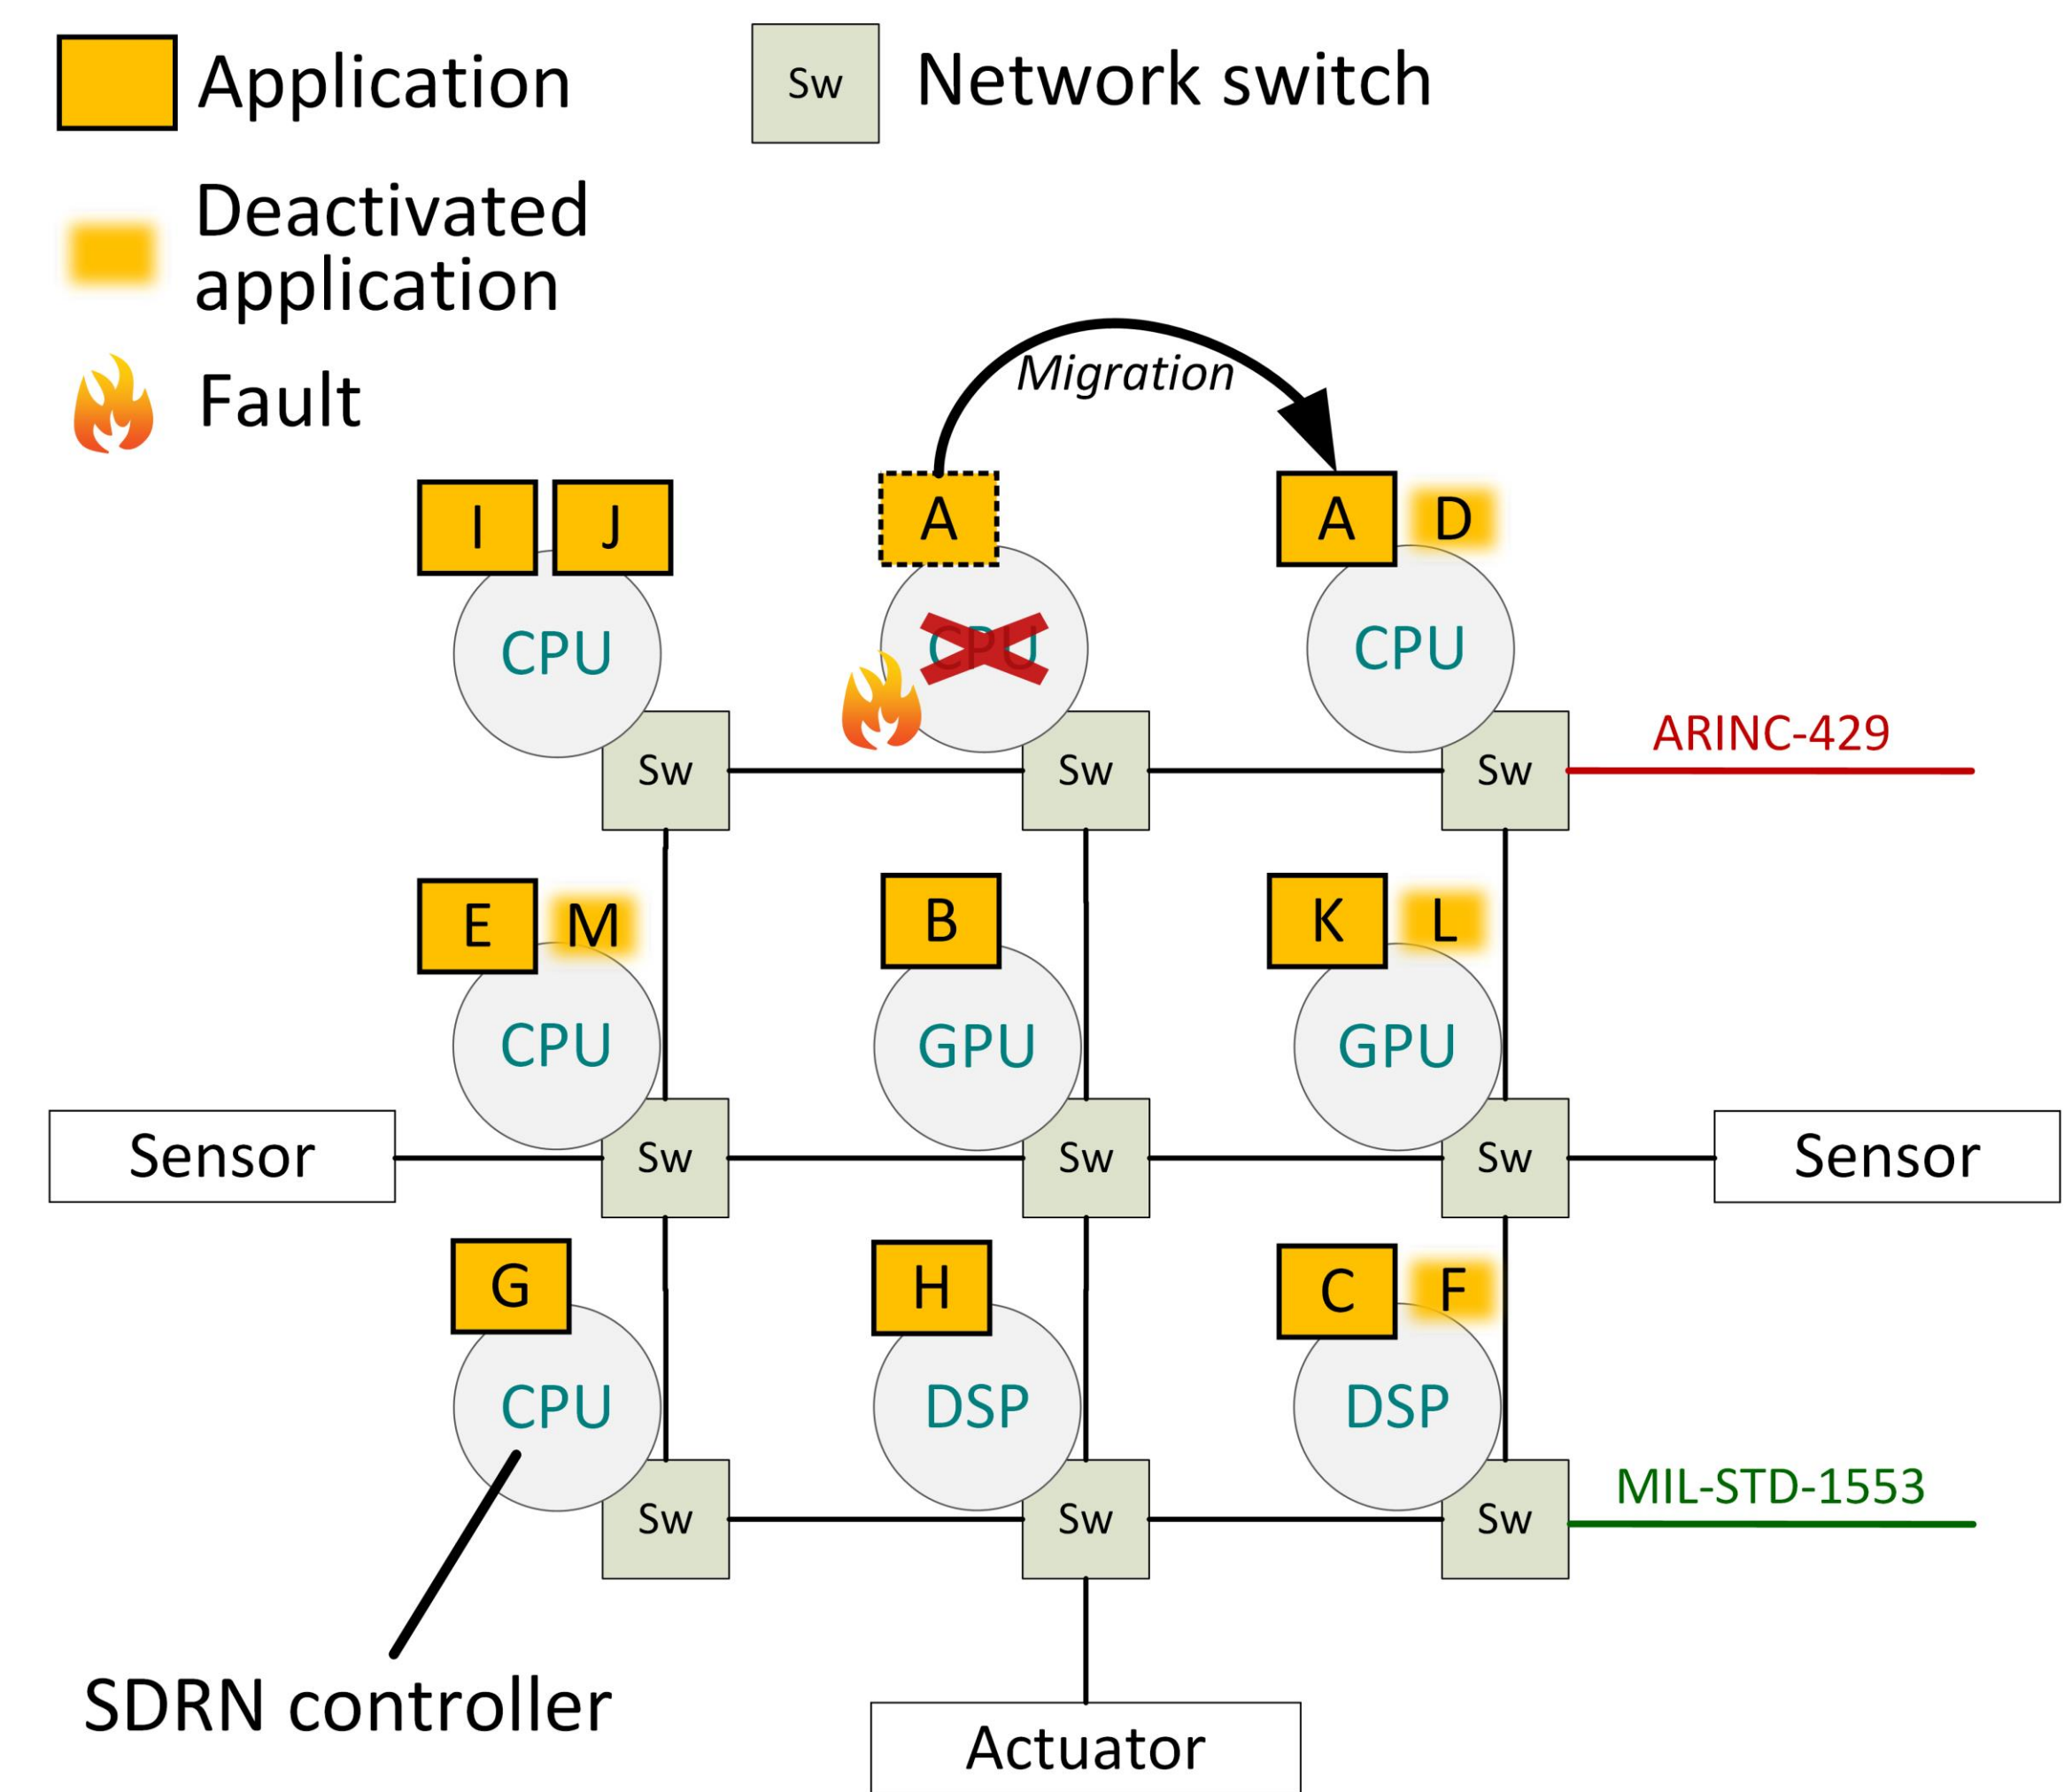 Application
Sw Network switch
Deactivated
application
Fault
Migration
I J A A D
CPU CPU CPU
ARINC-429
Sw Sw Sw
E M B K L
CPU GPU GPU
Sensor Sw Sw Sw Sensor
G H C F
CPU DSP DSP
MIL-STD-1553
Sw Sw Sw
SDRN controller
Actuator